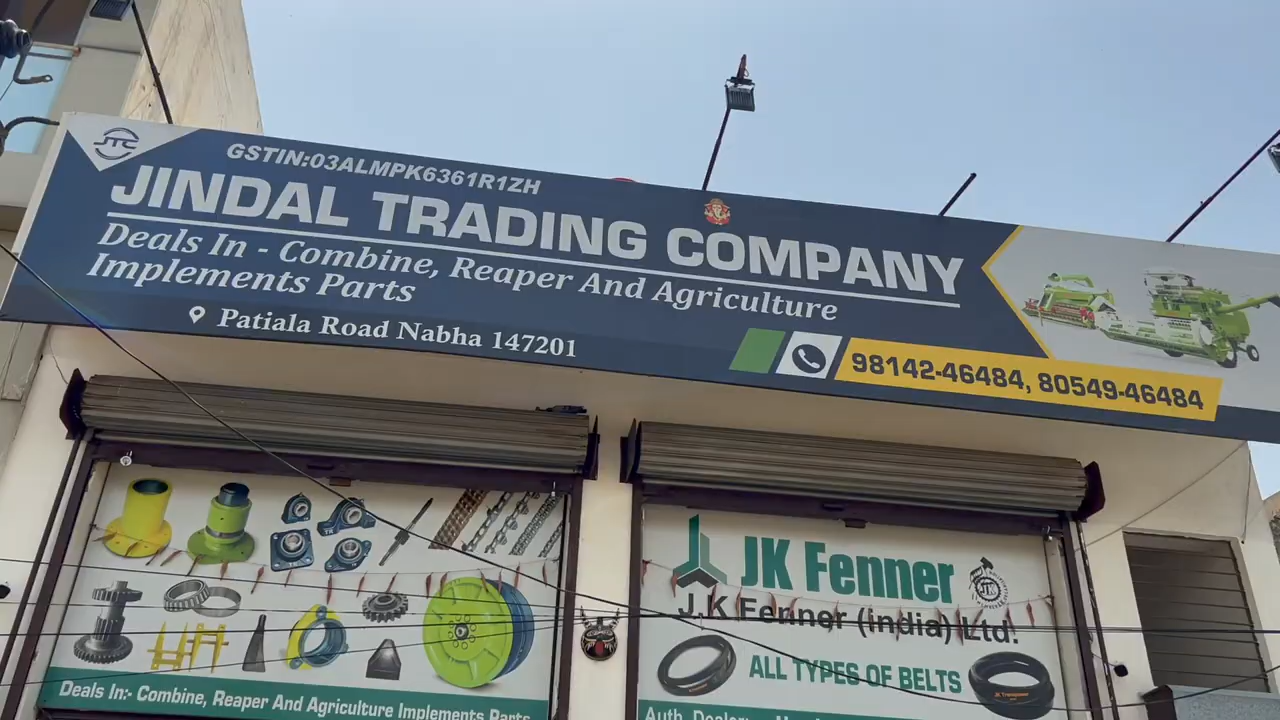 JTC
GSTIN:03ALMPK6361R1ZH
JINDAL TRADING COMPANY
Deals In - Combine, Reaper And Agriculture
Implements Parts
Patiala Road Nabha 147201
98142-46484, 80549-46484
Deals In:- Combine, Reaper And Agriculture Implements Parts
JK Fenner
J.K Fenner (india) Ltd.
ALL TYPES OF BELTS
Auth. Dealer